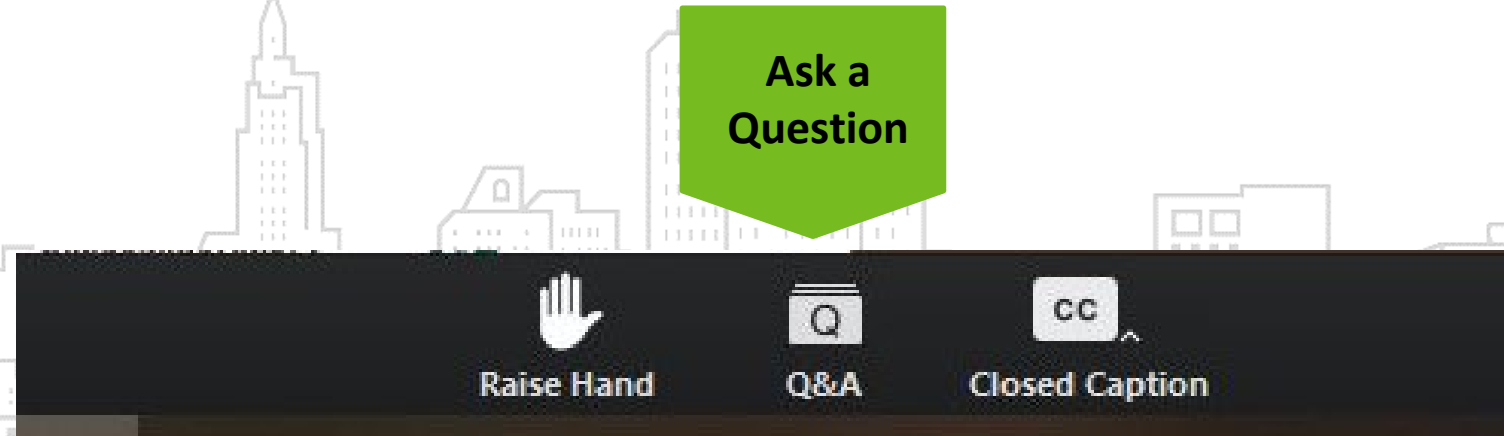 Ask a
Question
Q
CC
Raise Hand
Q&A
Closed Caption